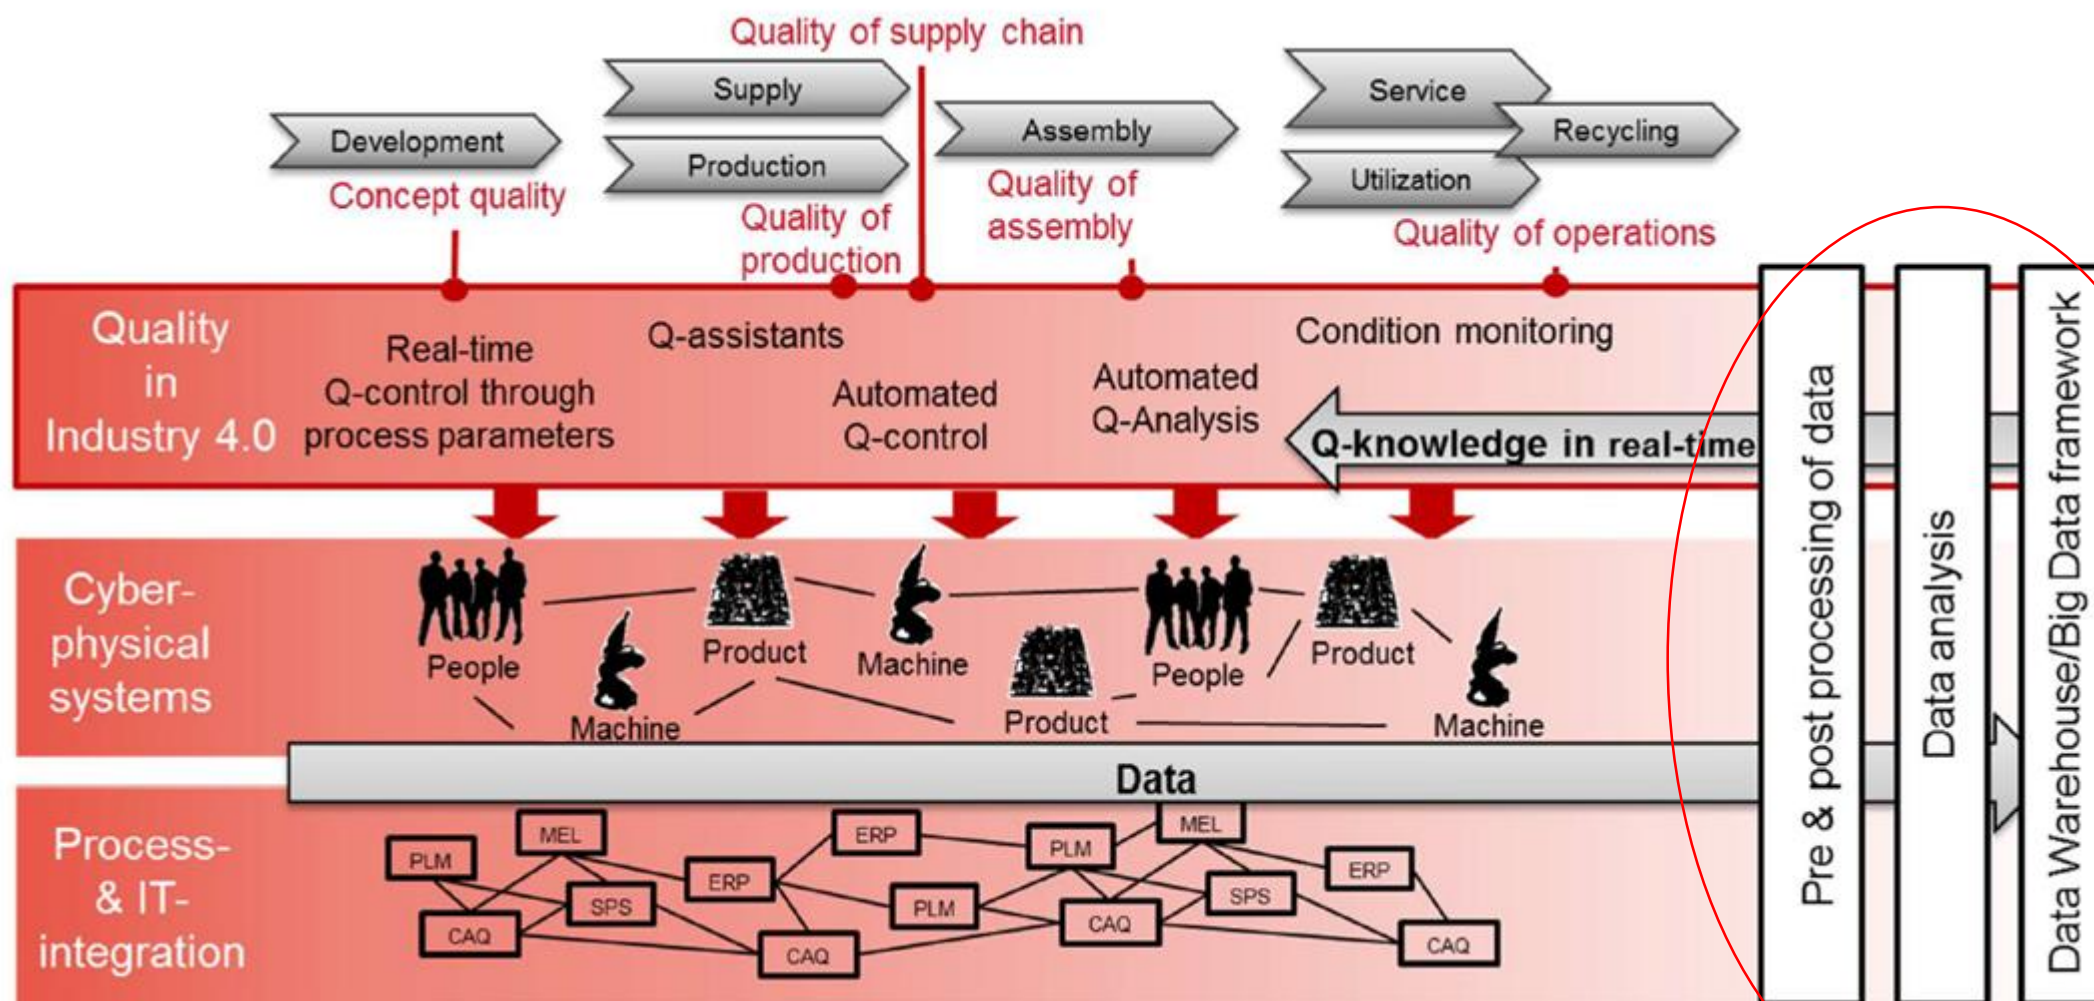 Quality of supply chain
Supply
Service
Development
Assembly
Recycling
Production
Utilization
Concept quality
Quality of
production
Quality of
assembly
Quality of operations
Quality
in
Industry 4.0
Real-time
Q-control through
process parameters
Q-assistants
Automated
Q-control
Automated
Q-Analysis
Condition monitoring
Q-knowledge in real-time
Cyber-
physical
systems
People
Machine
Product
Machine
Product
People
Product
Machine
Data
Process-
& IT-
integration
PLM
MEL
CAQ
SPS
ERP
ERP
CAQ
PLM
PLM
MEL
CAQ
SPS
ERP
CAQ
Pre & post processing of data
Data analysis
Data Warehouse/Big Data framework